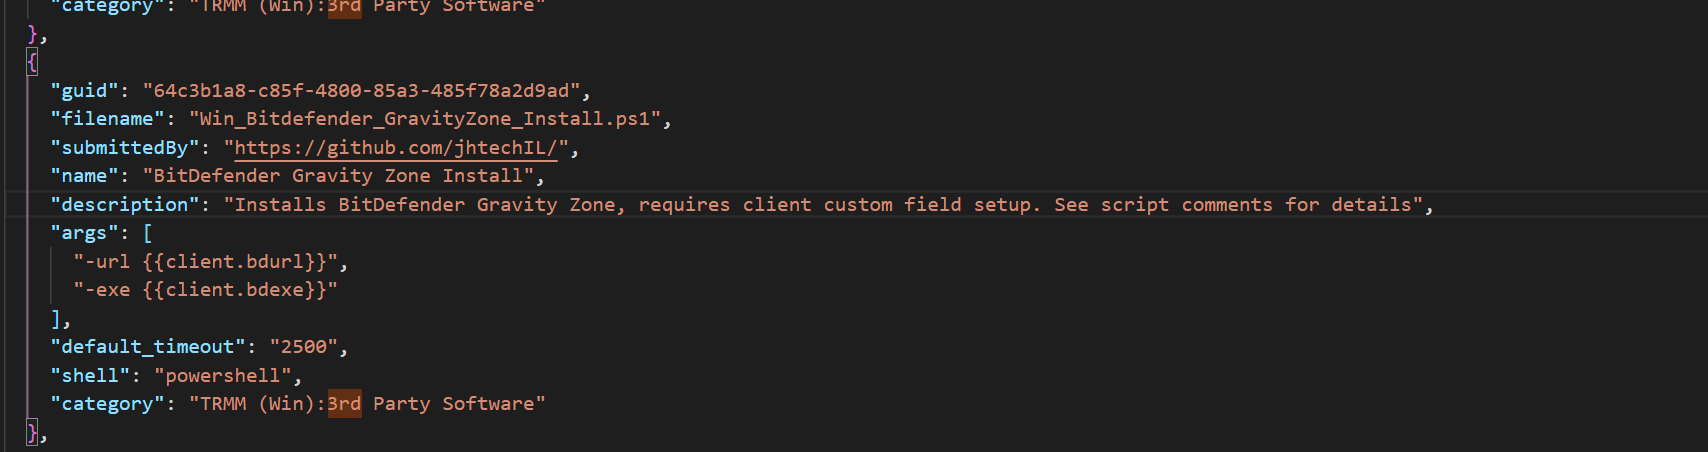 "category": "TRMM (Win):3rd Party Software"
},
{
"guid": "64c3b1a8-c85f-4800-85a3-485f78a2d9ad",
"filename": "Win_Bitdefender_GravityZone_Install.ps1",
"submittedBy": "https://github.com/jhtechIL/",
"name": "BitDefender Gravity Zone Install",
"description": "Installs BitDefender Gravity Zone, requires client custom field setup. See script comments for details",
"args": [
"-url {{client.bdurl}}",
"-exe {{client.bdexe}}"
],
"default_timeout": "2500",
"shell": "powershell",
"category": "TRMM (Win):3rd Party Software"
},